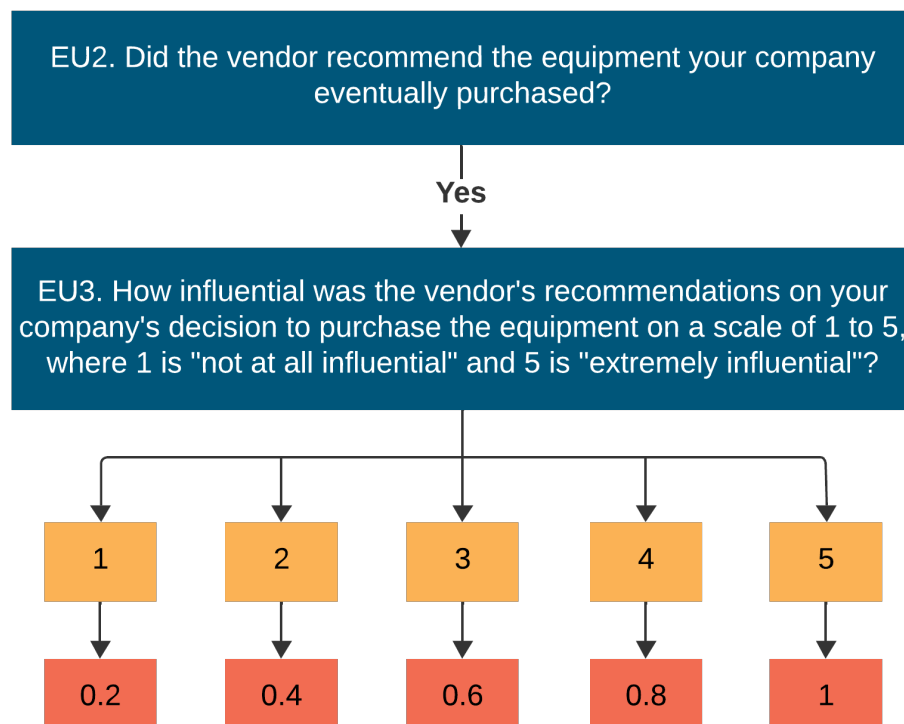 EU2. Did the vendor recommend the equipment your company
eventually purchased?
Yes
EU3. How influential was the vendor's recommendations on your
company's decision to purchase the equipment on a scale of 1 to 5,
where 1 is "not at all influential" and 5 is "extremely influential"?
1 2 3 4 5
0.2 0.4 0.6 0.8 1